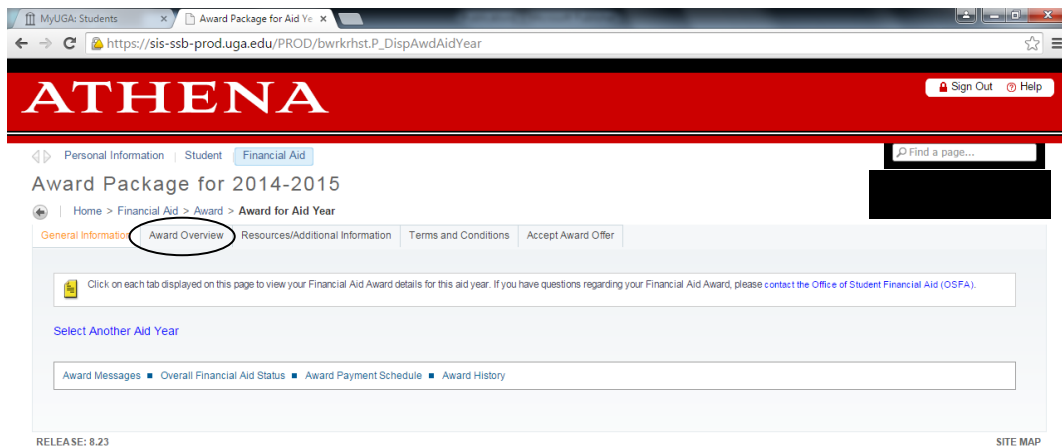 MyUGA: Students × Award Package for Aid Ye ×
https://sis-ssb-prod.uga.edu/PROD/bwrkrhst.P_DispAwdAidYear
ATHENA
Sign Out Help
Personal Information | Student Financial Aid
Find a page...
Award Package for 2014-2015
Home > Financial Aid > Award > Award for Aid Year
General Information Award Overview Resources/Additional Information Terms and Conditions Accept Award Offer
Click on each tab displayed on this page to view your Financial Aid Award details for this aid year. If you have questions regarding your Financial Aid Award, please contact the Office of Student Financial Aid (OSFA).
Select Another Aid Year
Award Messages ■ Overall Financial Aid Status ■ Award Payment Schedule ■ Award History
RELEASE: 8.23 SITE MAP